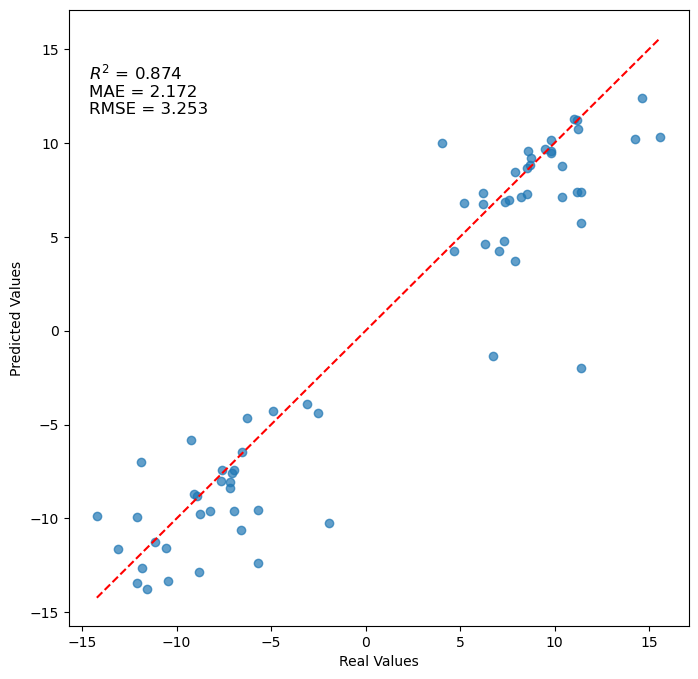 R² = 0.874
MAE = 2.172
RMSE = 3.253
15
10
5
0
−5
−10
−15
Predicted Values
−15 −10 −5 0 5 10 15
Real Values